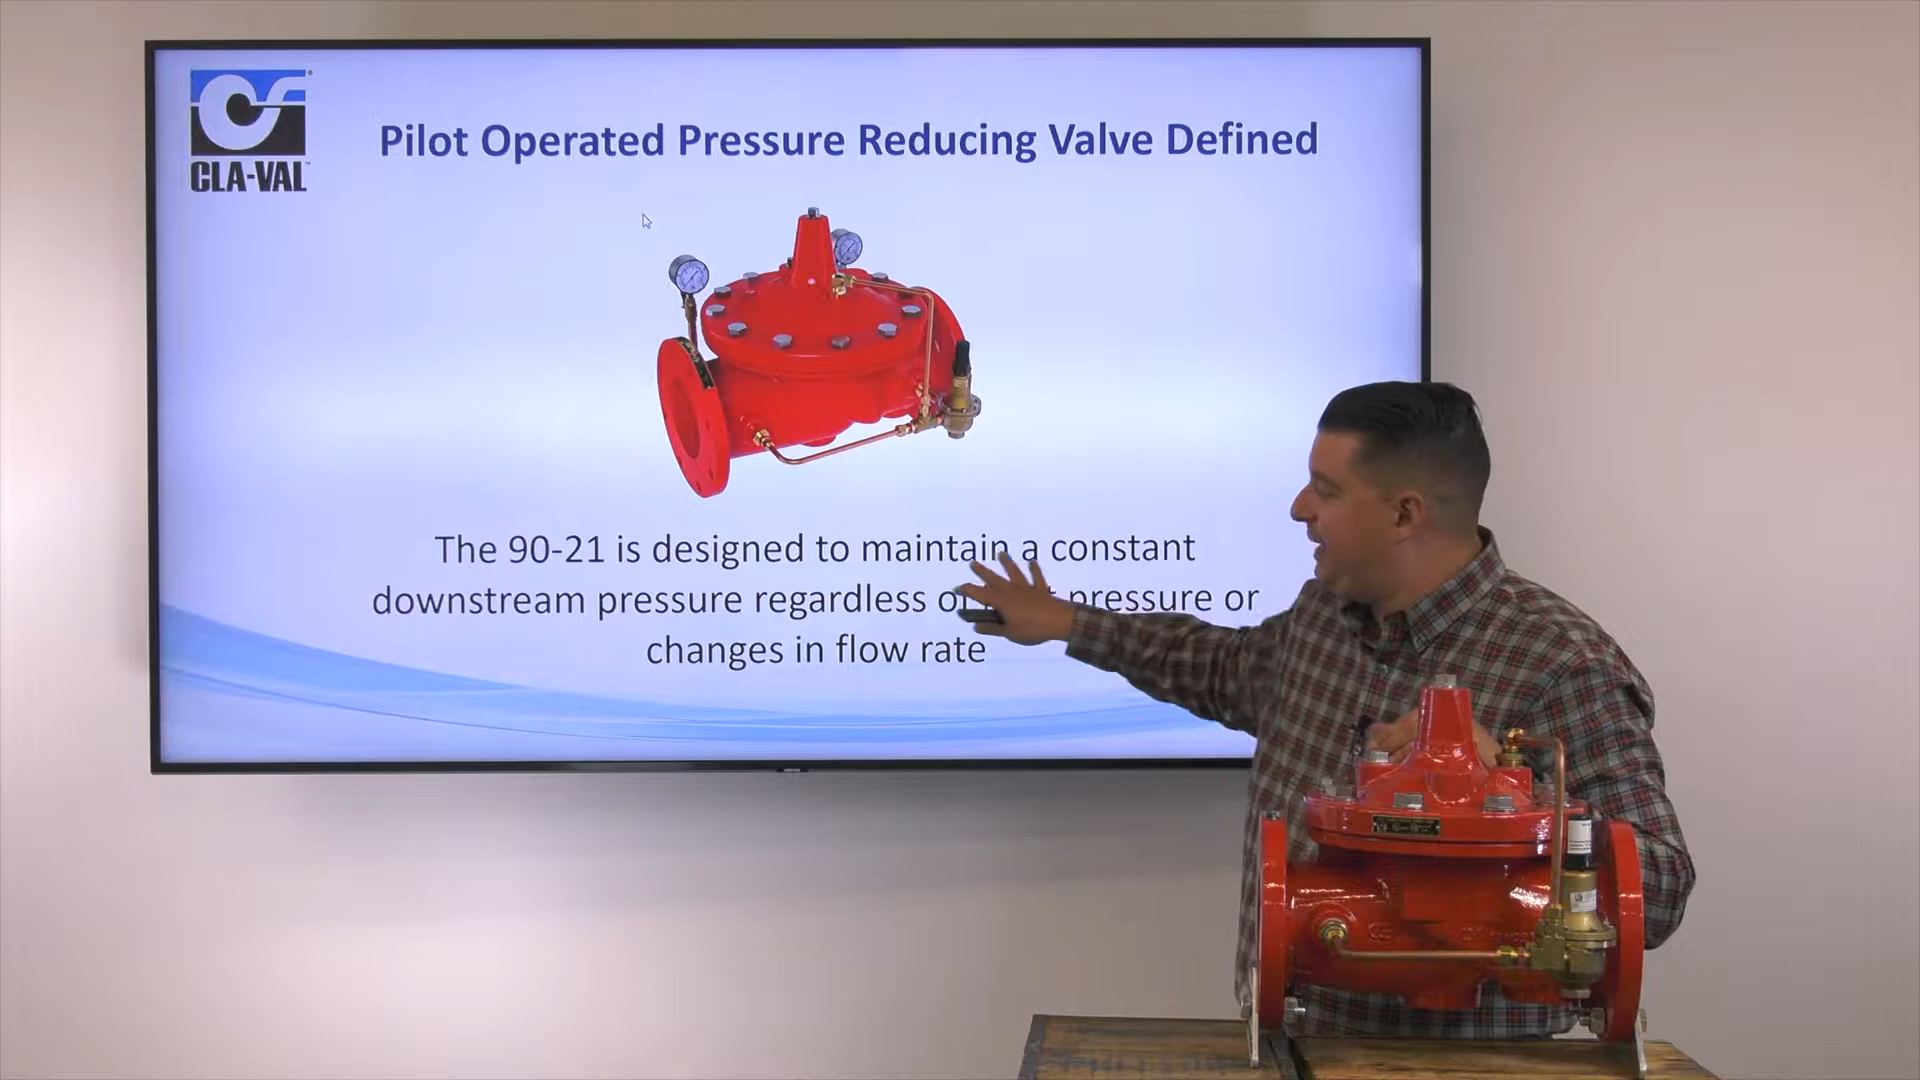 CLA-VAL
Pilot Operated Pressure Reducing Valve Defined
The 90-21 is designed to maintain a constant
downstream pressure regardless of pressure or
changes in flow rate